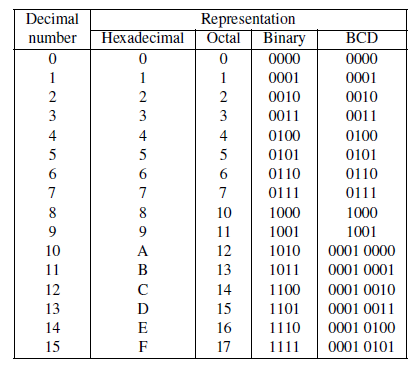 Decimal Representation
number Hexadecimal Octal Binary BCD
0 0 0 0000 0000
1 1 1 0001 0001
2 2 2 0010 0010
3 3 3 0011 0011
4 4 4 0100 0100
5 5 5 0101 0101
6 6 6 0110 0110
7 7 7 0111 0111
8 8 10 1000 1000
9 9 11 1001 1001
10 A 12 1010 0001 0000
11 B 13 1011 0001 0001
12 C 14 1100 0001 0010
13 D 15 1101 0001 0011
14 E 16 1110 0001 0100
15 F 17 1111 0001 0101